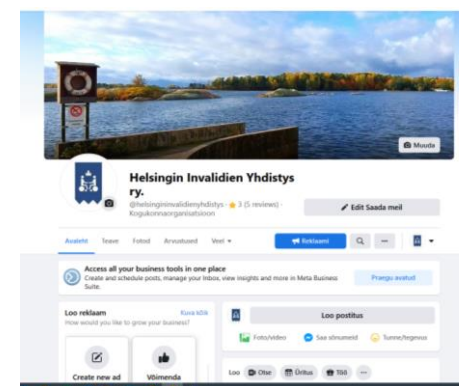 Muuda
Helsingin Invalidien Yhdistys
ry.
@helsingininvalidienyhdistys · 3 (5 reviews) ·
Kogukonnaorganisatsioon
Edit Saada meil
Avaleht Teave Fotod Arvustused Veel
Reklaami
Access all your business tools in one place
Create and schedule posts, manage your Inbox, view insights and more in Meta Business
Suite.
Praegu avatud
Loo reklaam Kuva kõik
How would you like to grow your business?
Create new ad Võimenda
Loo postitus
Foto/video Saa sõnumeid Tunne/tegevus
Loo Otse Üritus Töö